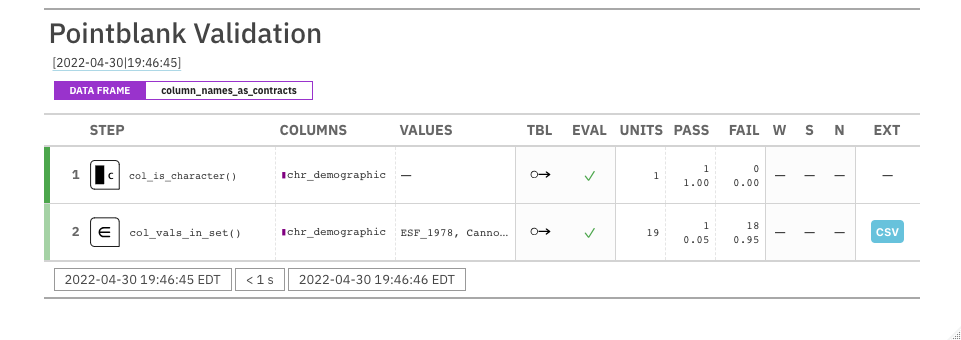 Pointblank Validation
[2022-04-30|19:46:45]
DATA FRAME column_names_as_contracts
STEP COLUMNS VALUES TBL EVAL UNITS PASS FAIL W S N EXT
1 c col_is_character() chr_demographic — ✓ 1 1 0 — — — —
1.00 0.00
2 ∈ col_vals_in_set() chr_demographic ESF_1978, Canno… ✓ 19 1 18 — — — CSV
0.05 0.95
2022-04-30 19:46:45 EDT < 1 s 2022-04-30 19:46:46 EDT